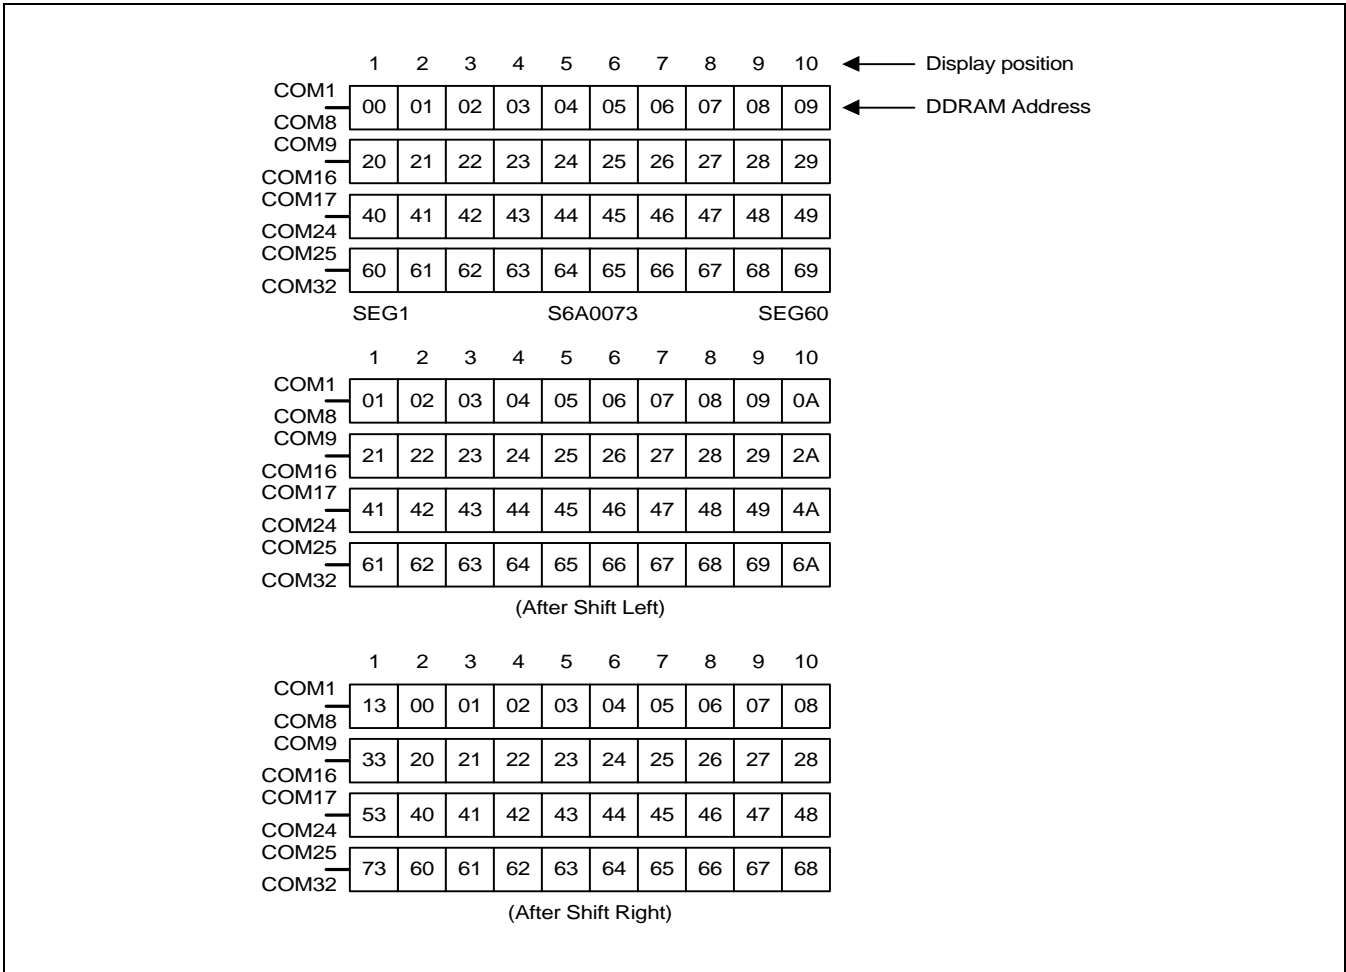 1 2 3 4 5 6 7 8 9 10 Display position
COM1
00 01 02 03 04 05 06 07 08 09 DDRAM Address
COM8
COM9
20 21 22 23 24 25 26 27 28 29
COM16
COM17
40 41 42 43 44 45 46 47 48 49
COM24
COM25
60 61 62 63 64 65 66 67 68 69
COM32
SEG1 S6A0073 SEG60
1 2 3 4 5 6 7 8 9 10
COM1
01 02 03 04 05 06 07 08 09 0A
COM8
COM9
21 22 23 24 25 26 27 28 29 2A
COM16
COM17
41 42 43 44 45 46 47 48 49 4A
COM24
COM25
61 62 63 64 65 66 67 68 69 6A
COM32
(After Shift Left)
1 2 3 4 5 6 7 8 9 10
COM1
13 00 01 02 03 04 05 06 07 08
COM8
COM9
33 20 21 22 23 24 25 26 27 28
COM16
COM17
53 40 41 42 43 44 45 46 47 48
COM24
COM25
73 60 61 62 63 64 65 66 67 68
COM32
(After Shift Right)